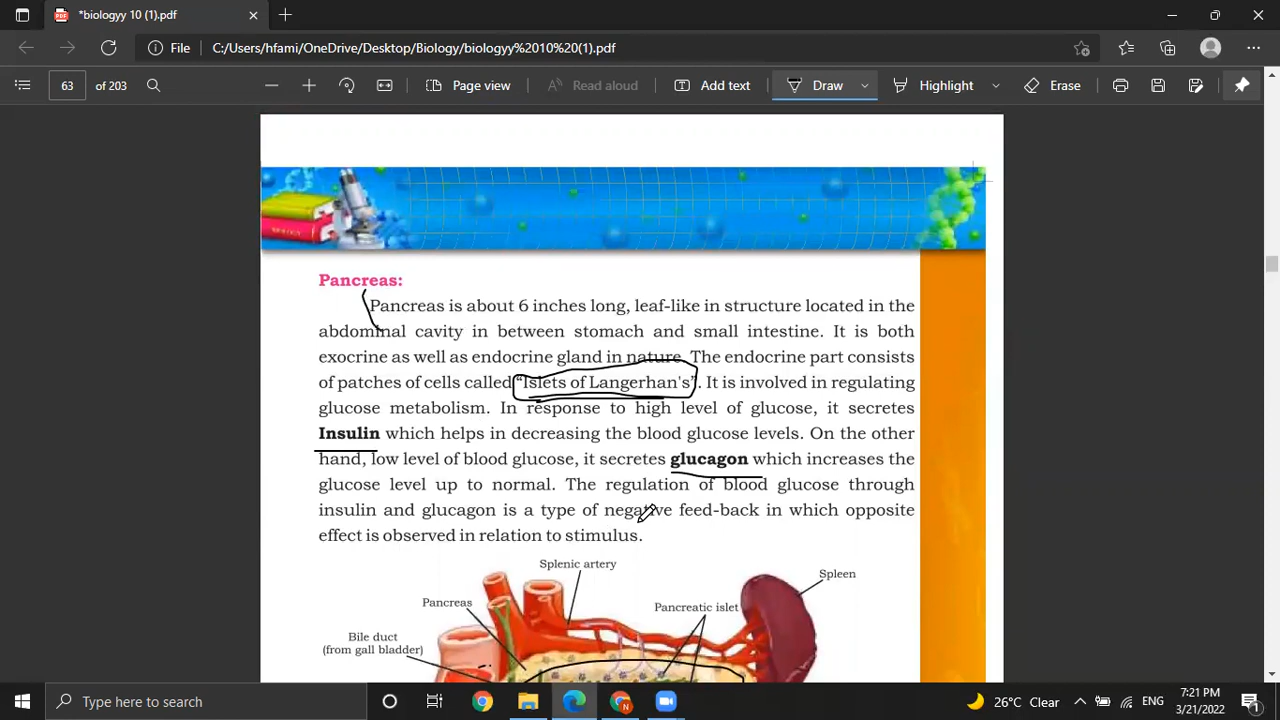 *biologyy 10 (1).pdf
File C:/Users/hfami/OneDrive/Desktop/Biology/biologyy%2010%20(1).pdf
63 of 203 Page view Read aloud Add text Draw Highlight Erase
Pancreas:
Pancreas is about 6 inches long, leaf-like in structure located in the
abdominal cavity in between stomach and small intestine. It is both
exocrine as well as endocrine gland in nature. The endocrine part consists
of patches of cells called "Islets of Langerhan's". It is involved in regulating
glucose metabolism. In response to high level of glucose, it secretes
Insulin which helps in decreasing the blood glucose levels. On the other
hand, low level of blood glucose, it secretes glucagon which increases the
glucose level up to normal. The regulation of blood glucose through
insulin and glucagon is a type of negative feed-back in which opposite
effect is observed in relation to stimulus.
Splenic artery
Spleen
Pancreas
Pancreatic islet
Bile duct
(from gall bladder)
Type here to search
26°C Clear
ENG
7:21 PM
3/21/2022